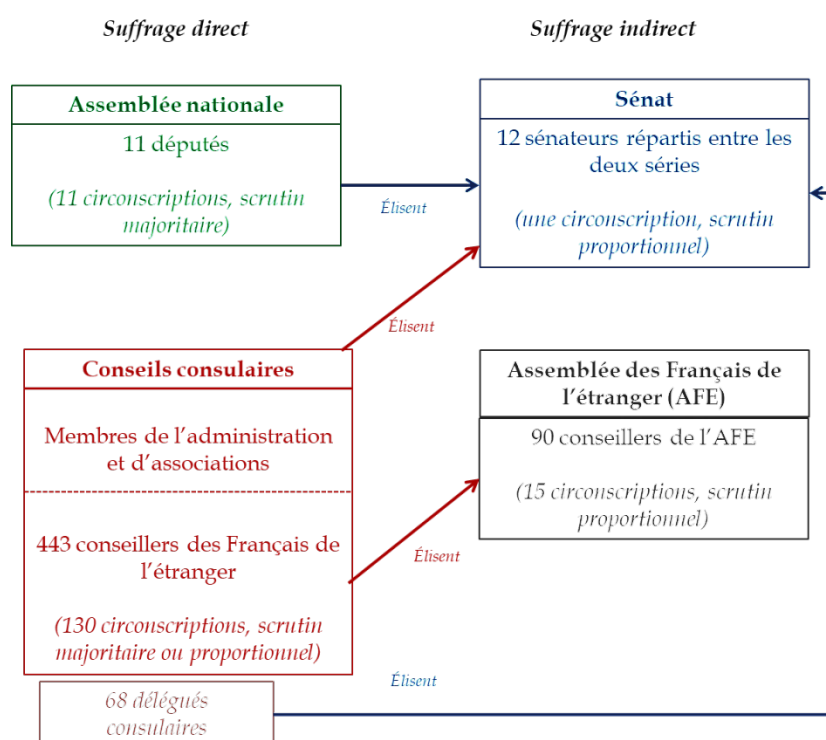 Suffrage direct
Suffrage indirect
Assemblée nationale
11 députés
(11 circonscriptions, scrutin
majoritaire)
Élisent
Sénat
12 sénateurs répartis entre les
deux séries
(une circonscription, scrutin
proportionnel)
Élisent
Conseils consulaires
Membres de l'administration
et d'associations
443 conseillers des Français de
l'étranger
(130 circonscriptions, scrutin
majoritaire ou proportionnel)
Élisent
Assemblée des Français de
l'étranger (AFE)
90 conseillers de l'AFE
(15 circonscriptions, scrutin
proportionnel)
68 délégués
consulaires
Élisent